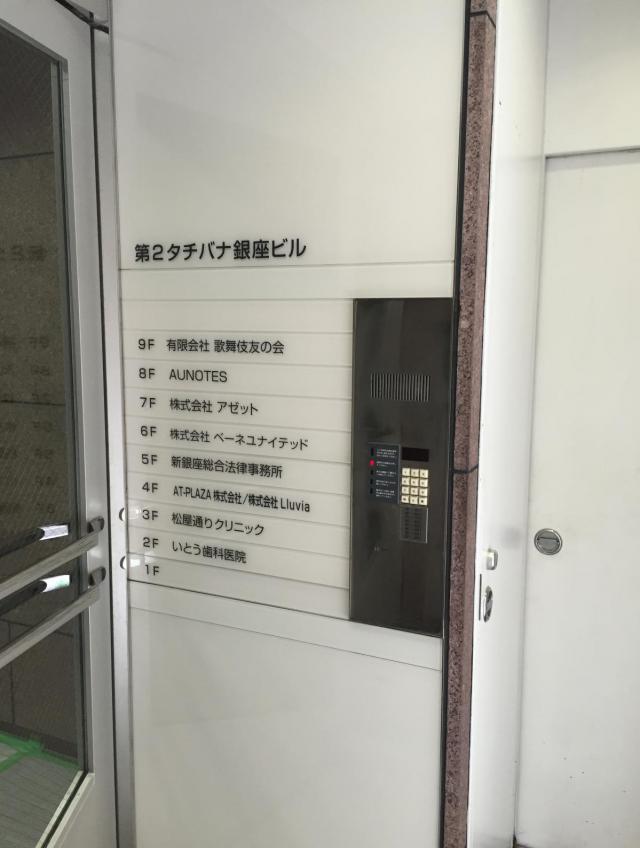 第2タチバナ銀座ビル
9F 有限会社 歌舞伎友の会
8F AUNOTES
7F 株式会社 アゼット
6F 株式会社 ベーネユナイテッド
5F 新銀座総合法律事務所
4F AT-PLAZA 株式会社/株式会社 Lluvia
3F 松屋通りクリニック
2F いとう歯科医院
1F